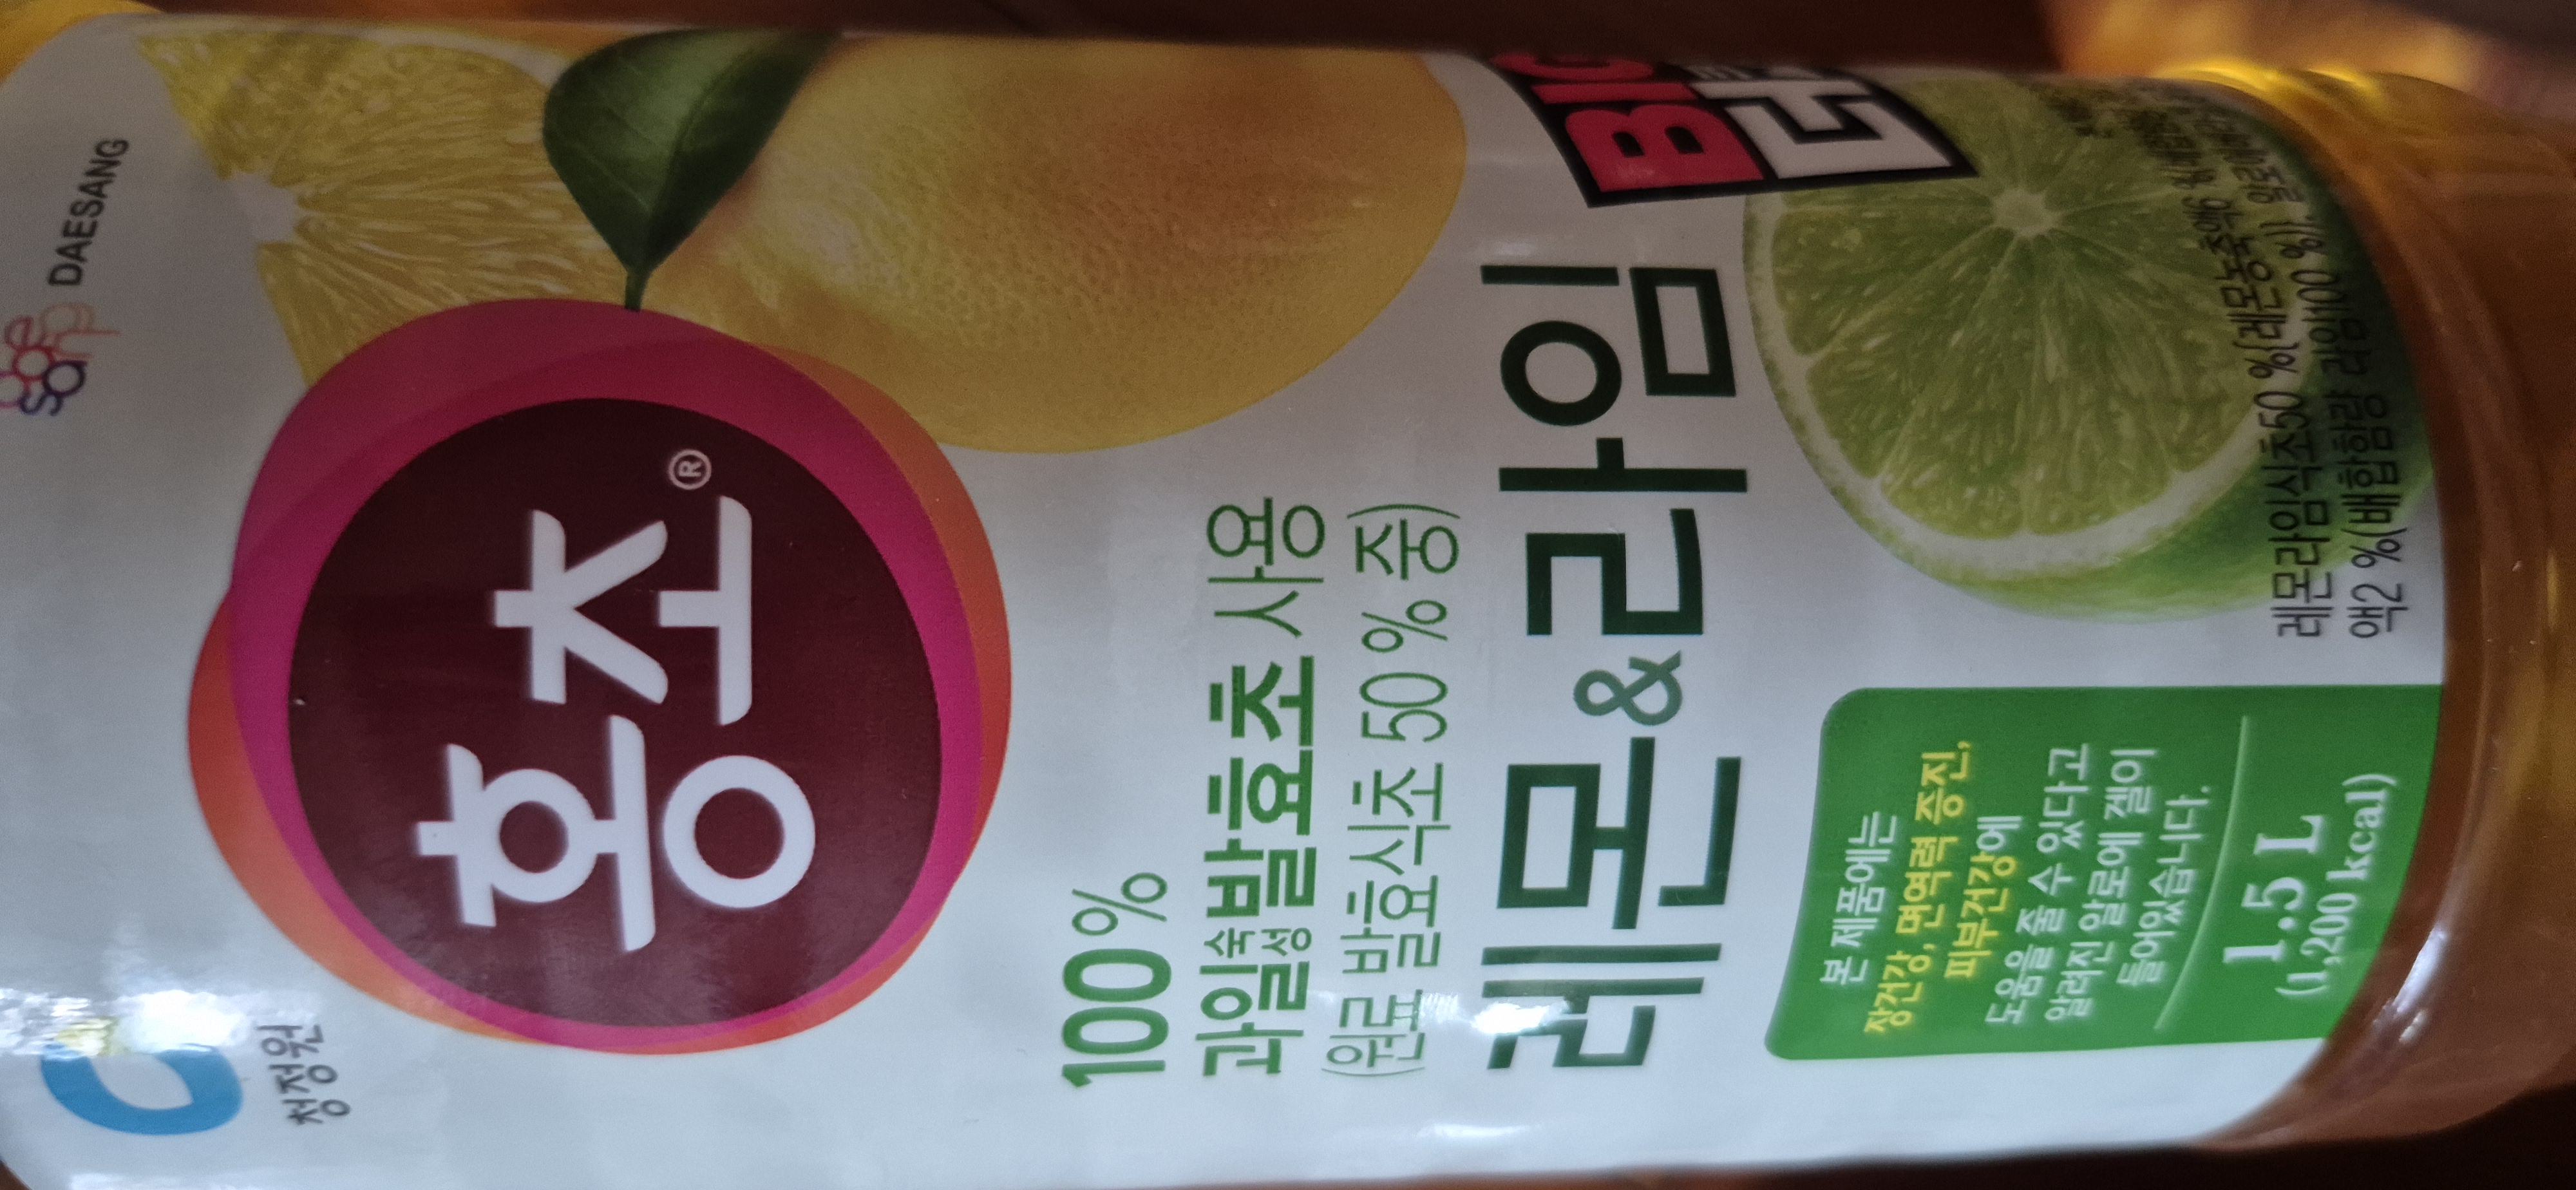 청정원
DAESANG
홍초®
100%
과일숙성발효초 사용
(원료 발효식초 50 % 중)
레몬&라임
BIG
본 제품에는
장건강, 면역력 증진,
피부건강에
도움을 줄 수 있다고
알려진 알로에 겔이
들어있습니다.
1.5 L
(1,200 kcal)
레몬라임식초50 %(레몬농축액6
액2 %(배합함량 라임100 %)),